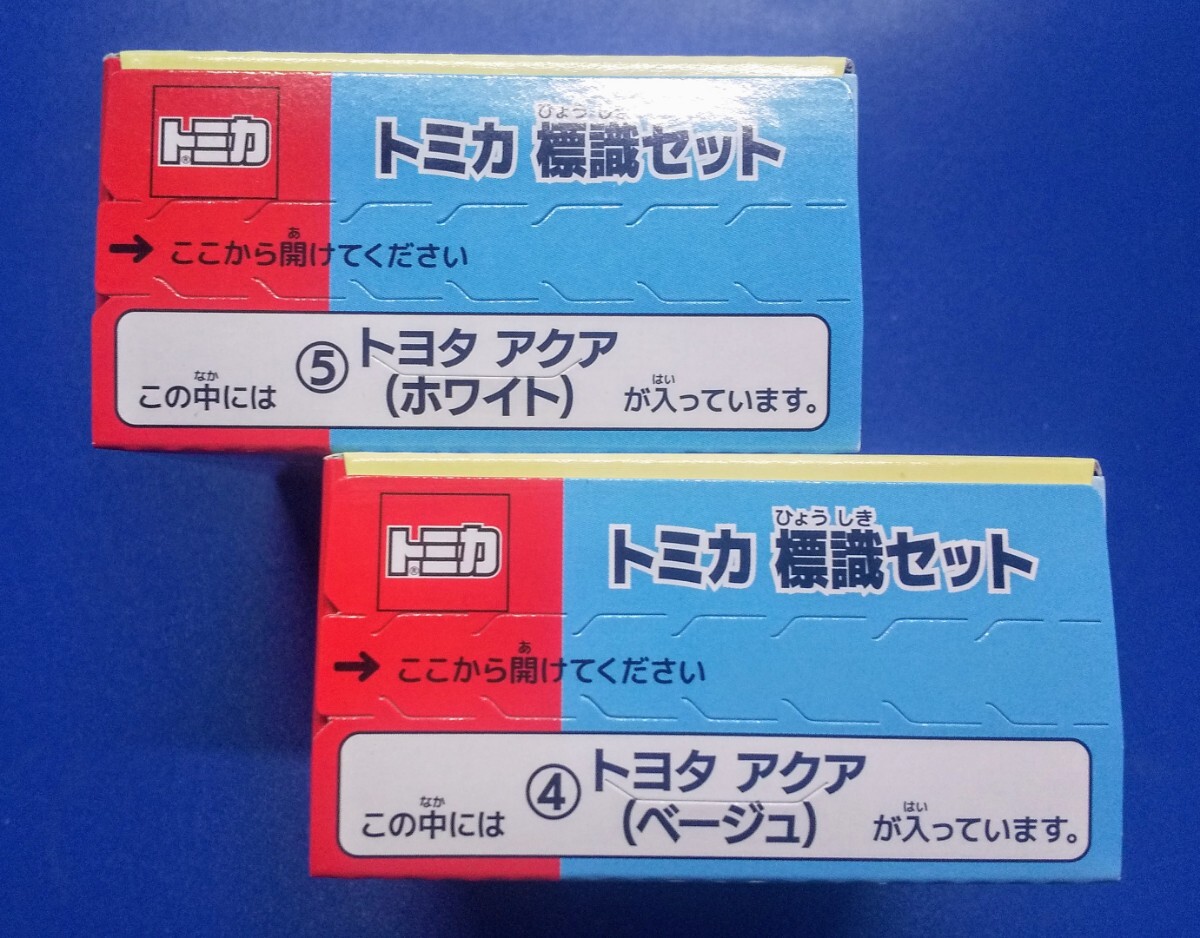 トミカ
ひょう しき
トミカ 標識セット
あ
→ ここから開けてください
⑤ トヨタ アクア
(ホワイト)
なか
はい
この中には
が入っています。
トミカ
ひょう しき
トミカ 標識セット
あ
→ ここから開けてください
④ トヨタ アクア
(ベージュ)
なか
はい
この中には
が入っています。